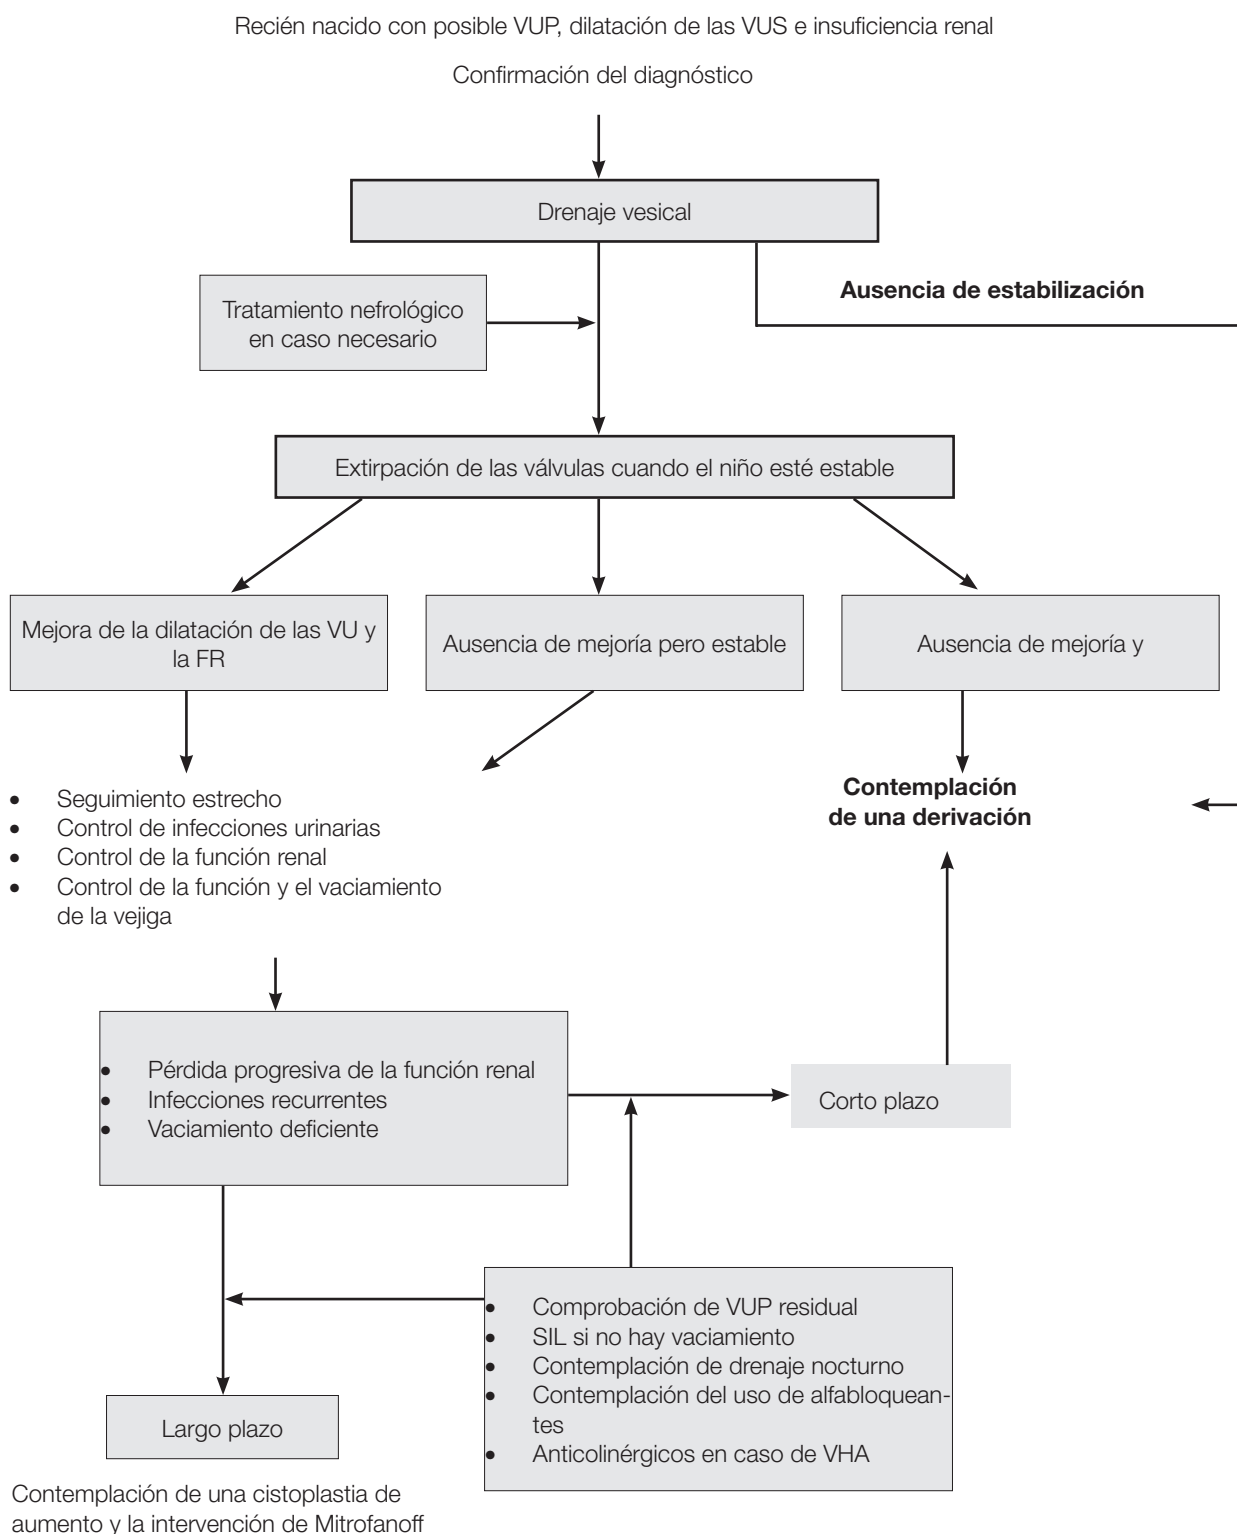 Recién nacido con posible VUP, dilatación de las VUS e insuficiencia renal
Confirmación del diagnóstico
Drenaje vesical
Ausencia de estabilización
Tratamiento nefrológico
en caso necesario
Extirpación de las válvulas cuando el niño esté estable
Mejora de la dilatación de las VU y
la FR
Ausencia de mejoría pero estable
Ausencia de mejoría y
• Seguimiento estrecho
• Control de infecciones urinarias
• Control de la función renal
• Control de la función y el vaciamiento
de la vejiga
Contemplación
de una derivación
• Pérdida progresiva de la función renal
• Infecciones recurrentes
• Vaciamiento deficiente
Corto plazo
• Comprobación de VUP residual
• SIL si no hay vaciamiento
• Contemplación de drenaje nocturno
• Contemplación del uso de alfabloquean-
tes
• Anticolinérgicos en caso de VHA
Largo plazo
Contemplación de una cistoplastia de
aumento y la intervención de Mitrofanoff